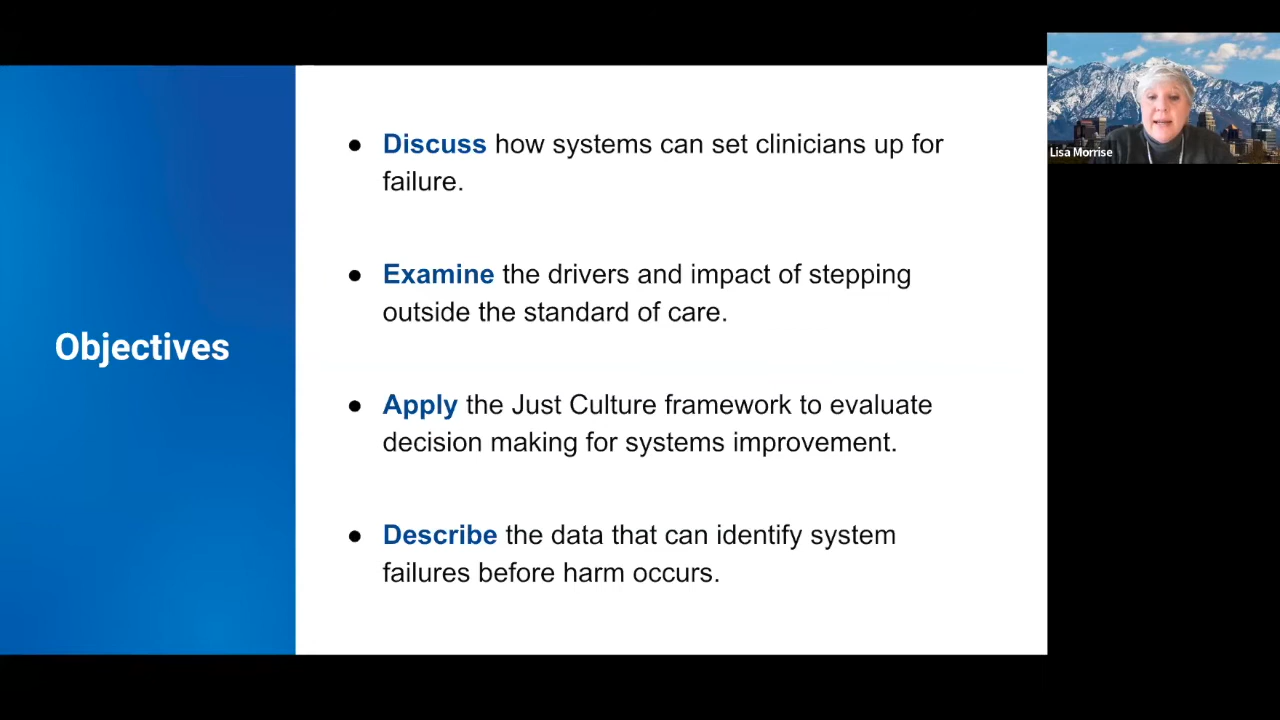 Objectives
● Discuss how systems can set clinicians up for
failure.
● Examine the drivers and impact of stepping
outside the standard of care.
● Apply the Just Culture framework to evaluate
decision making for systems improvement.
● Describe the data that can identify system
failures before harm occurs.
Lisa Morrise